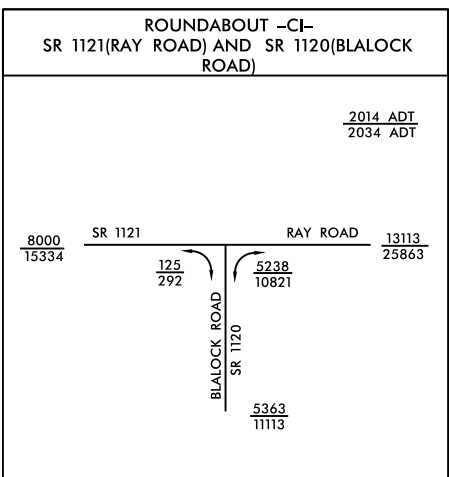 ROUNDABOUT –CI–
SR 1121(RAY ROAD) AND SR 1120(BLALOCK
ROAD)
2014 ADT
2034 ADT
8000
15334
SR 1121
RAY ROAD
13113
25863
125
292
5238
10821
BLALOCK ROAD
SR 1120
5363
11113